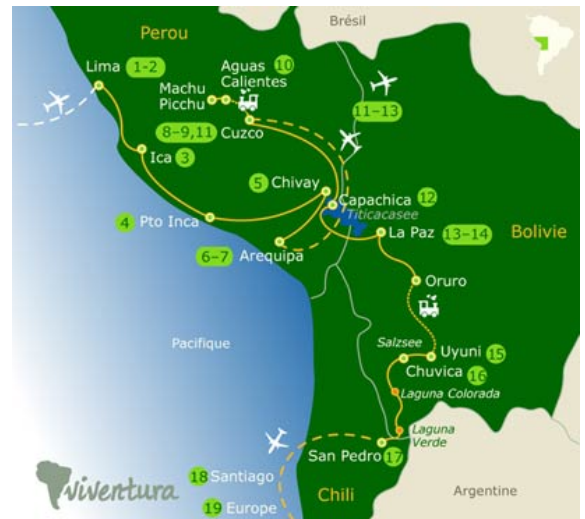 Brésil
Perou
Lima 1-2
Aguas 10
Calientes
Machu
Picchu
11-13
8-9,11 Cuzco
Ica 3
5 Chivay
Capachica 12
Titicacasee
4 Pto Inca
La Paz 13-14
Bolivie
6-7 Arequipa
Oruro
Pacifique
Salzsee
Uyuni 15
Chuvica 16
Laguna Colorada
Laguna
Verde
San Pedro 17
18 Santiago
viventura
Chili
Argentine
19 Europe